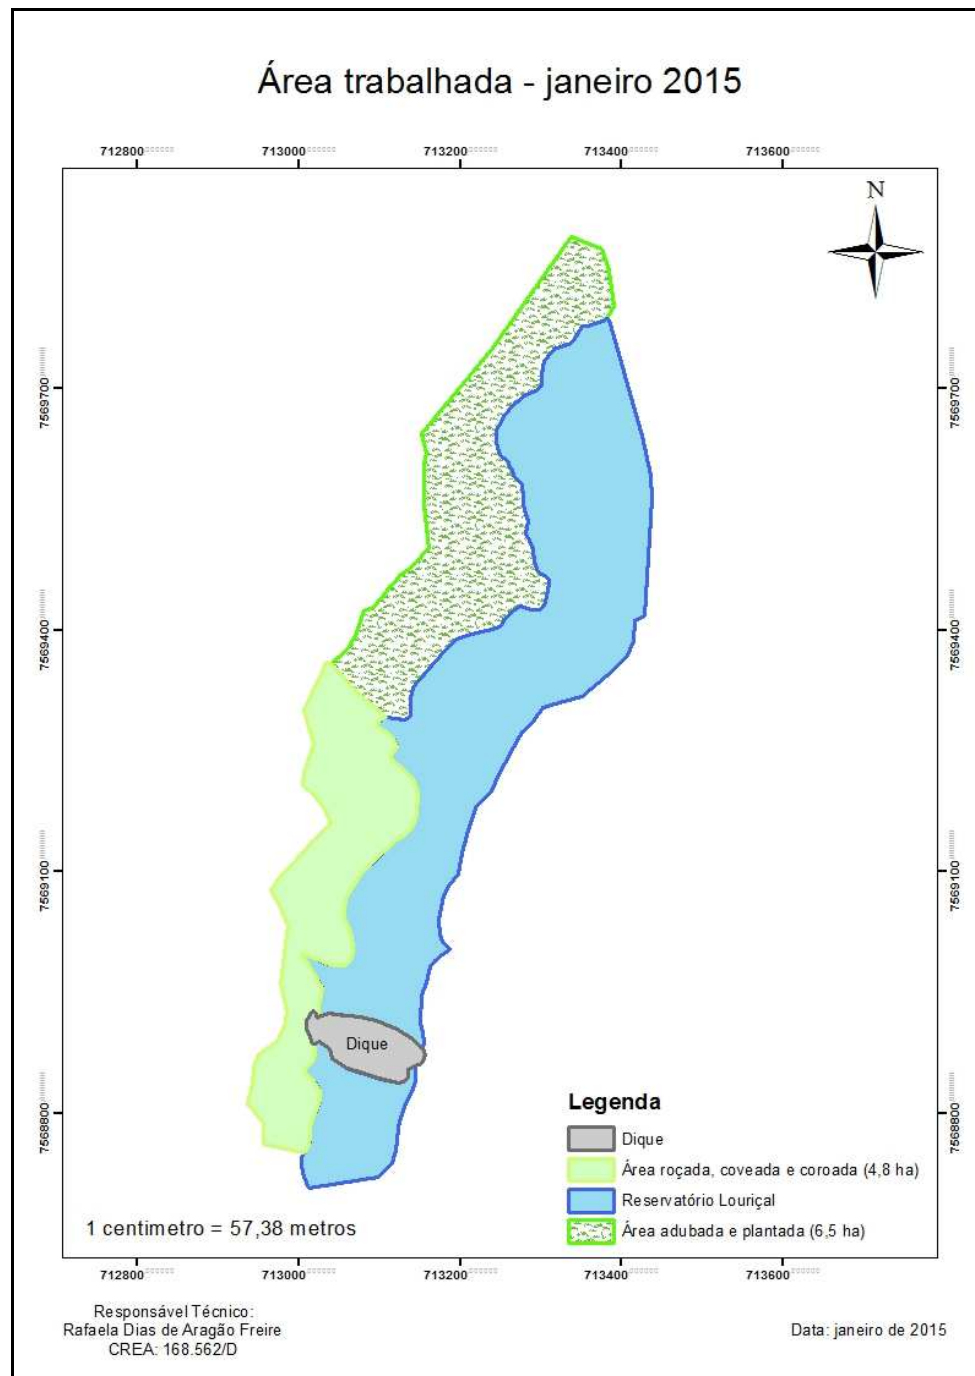 Área trabalhada - janeiro 2015
712800 713000 713200 713400 713600
N
7569700 7569700
7569400 7569400
7569100 7569100
Dique
7568800 7568800
Legenda
Dique
Área roçada, coveada e coroada (4,8 ha)
Reservatório Louriçal
Área adubada e plantada (6,5 ha)
1 centimetro = 57,38 metros
712800 713000 713200 713400 713600
Responsável Técnico:
Rafaela Dias de Aragão Freire
CREA: 168.562/D
Data: janeiro de 2015